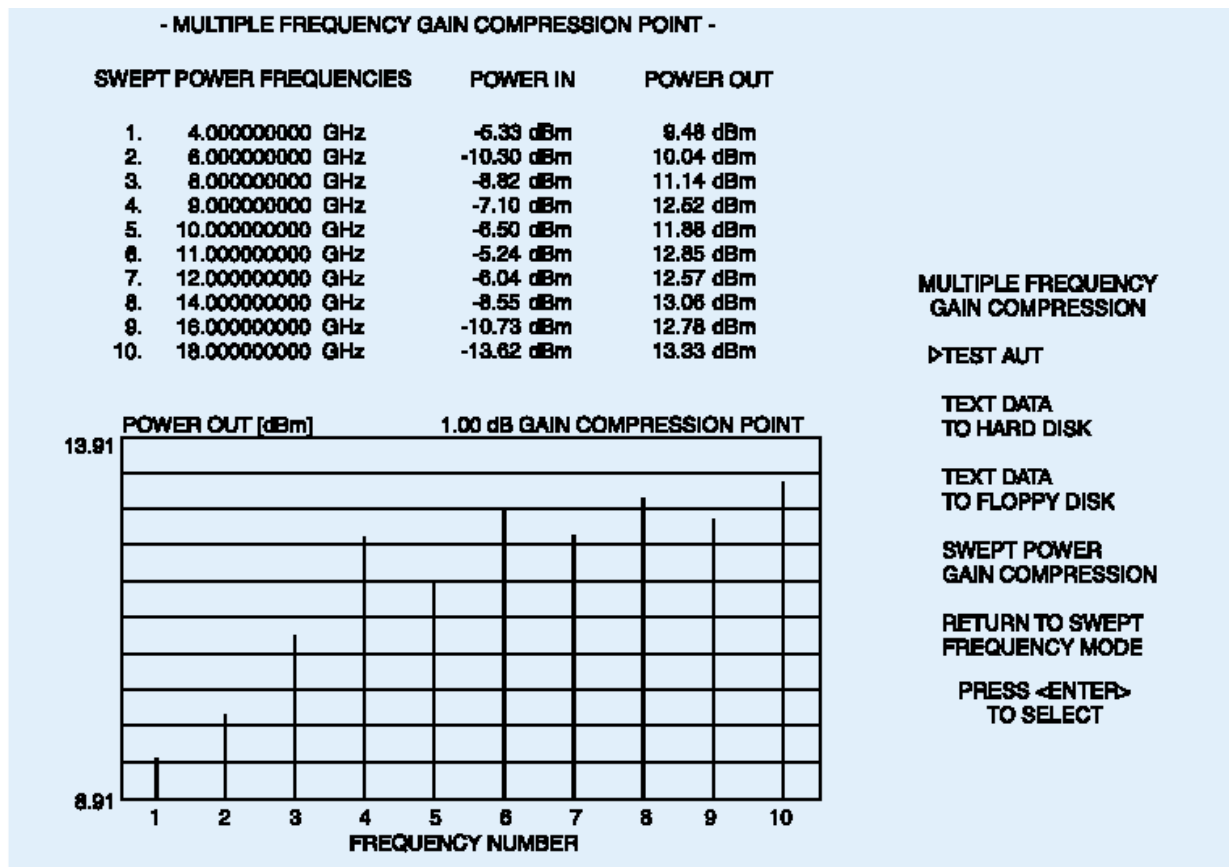 - MULTIPLE FREQUENCY GAIN COMPRESSION POINT -
SWEPT POWER FREQUENCIES POWER IN POWER OUT
1. 4.000000000 GHz -5.33 dBm 9.48 dBm
2. 6.000000000 GHz -10.30 dBm 10.04 dBm
3. 8.000000000 GHz -8.82 dBm 11.14 dBm
4. 9.000000000 GHz -7.10 dBm 12.52 dBm
5. 10.000000000 GHz -6.50 dBm 11.88 dBm
6. 11.000000000 GHz -5.24 dBm 12.85 dBm
7. 12.000000000 GHz -6.04 dBm 12.57 dBm
8. 14.000000000 GHz -8.55 dBm 13.06 dBm
9. 16.000000000 GHz -10.73 dBm 12.78 dBm
10. 18.000000000 GHz -13.62 dBm 13.33 dBm
POWER OUT [dBm] 1.00 dB GAIN COMPRESSION POINT
13.91
8.91
1 2 3 4 5 6 7 8 9 10
FREQUENCY NUMBER
MULTIPLE FREQUENCY
GAIN COMPRESSION
▷TEST AUT
TEXT DATA
TO HARD DISK
TEXT DATA
TO FLOPPY DISK
SWEPT POWER
GAIN COMPRESSION
RETURN TO SWEPT
FREQUENCY MODE
PRESS <ENTER>
TO SELECT